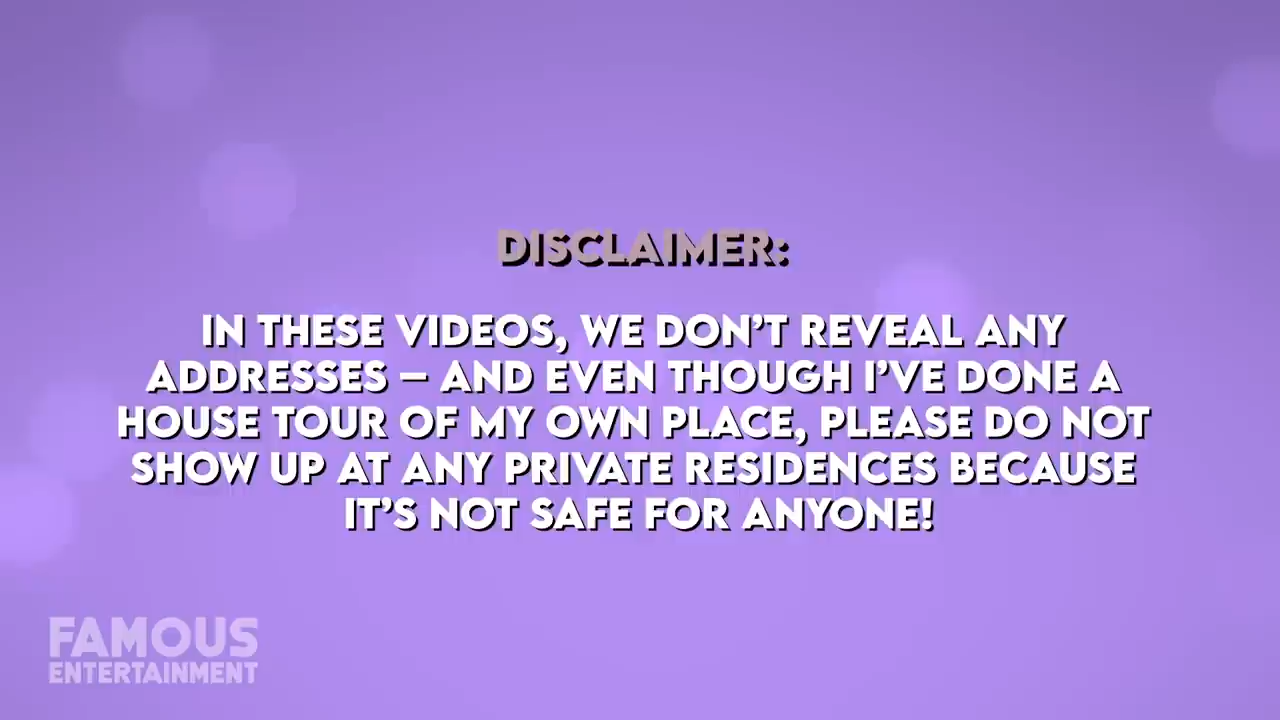 DISCLAIMER:
IN THESE VIDEOS, WE DON'T REVEAL ANY
ADDRESSES – AND EVEN THOUGH I'VE DONE A
HOUSE TOUR OF MY OWN PLACE, PLEASE DO NOT
SHOW UP AT ANY PRIVATE RESIDENCES BECAUSE
IT'S NOT SAFE FOR ANYONE!
FAMOUS
ENTERTAINMENT